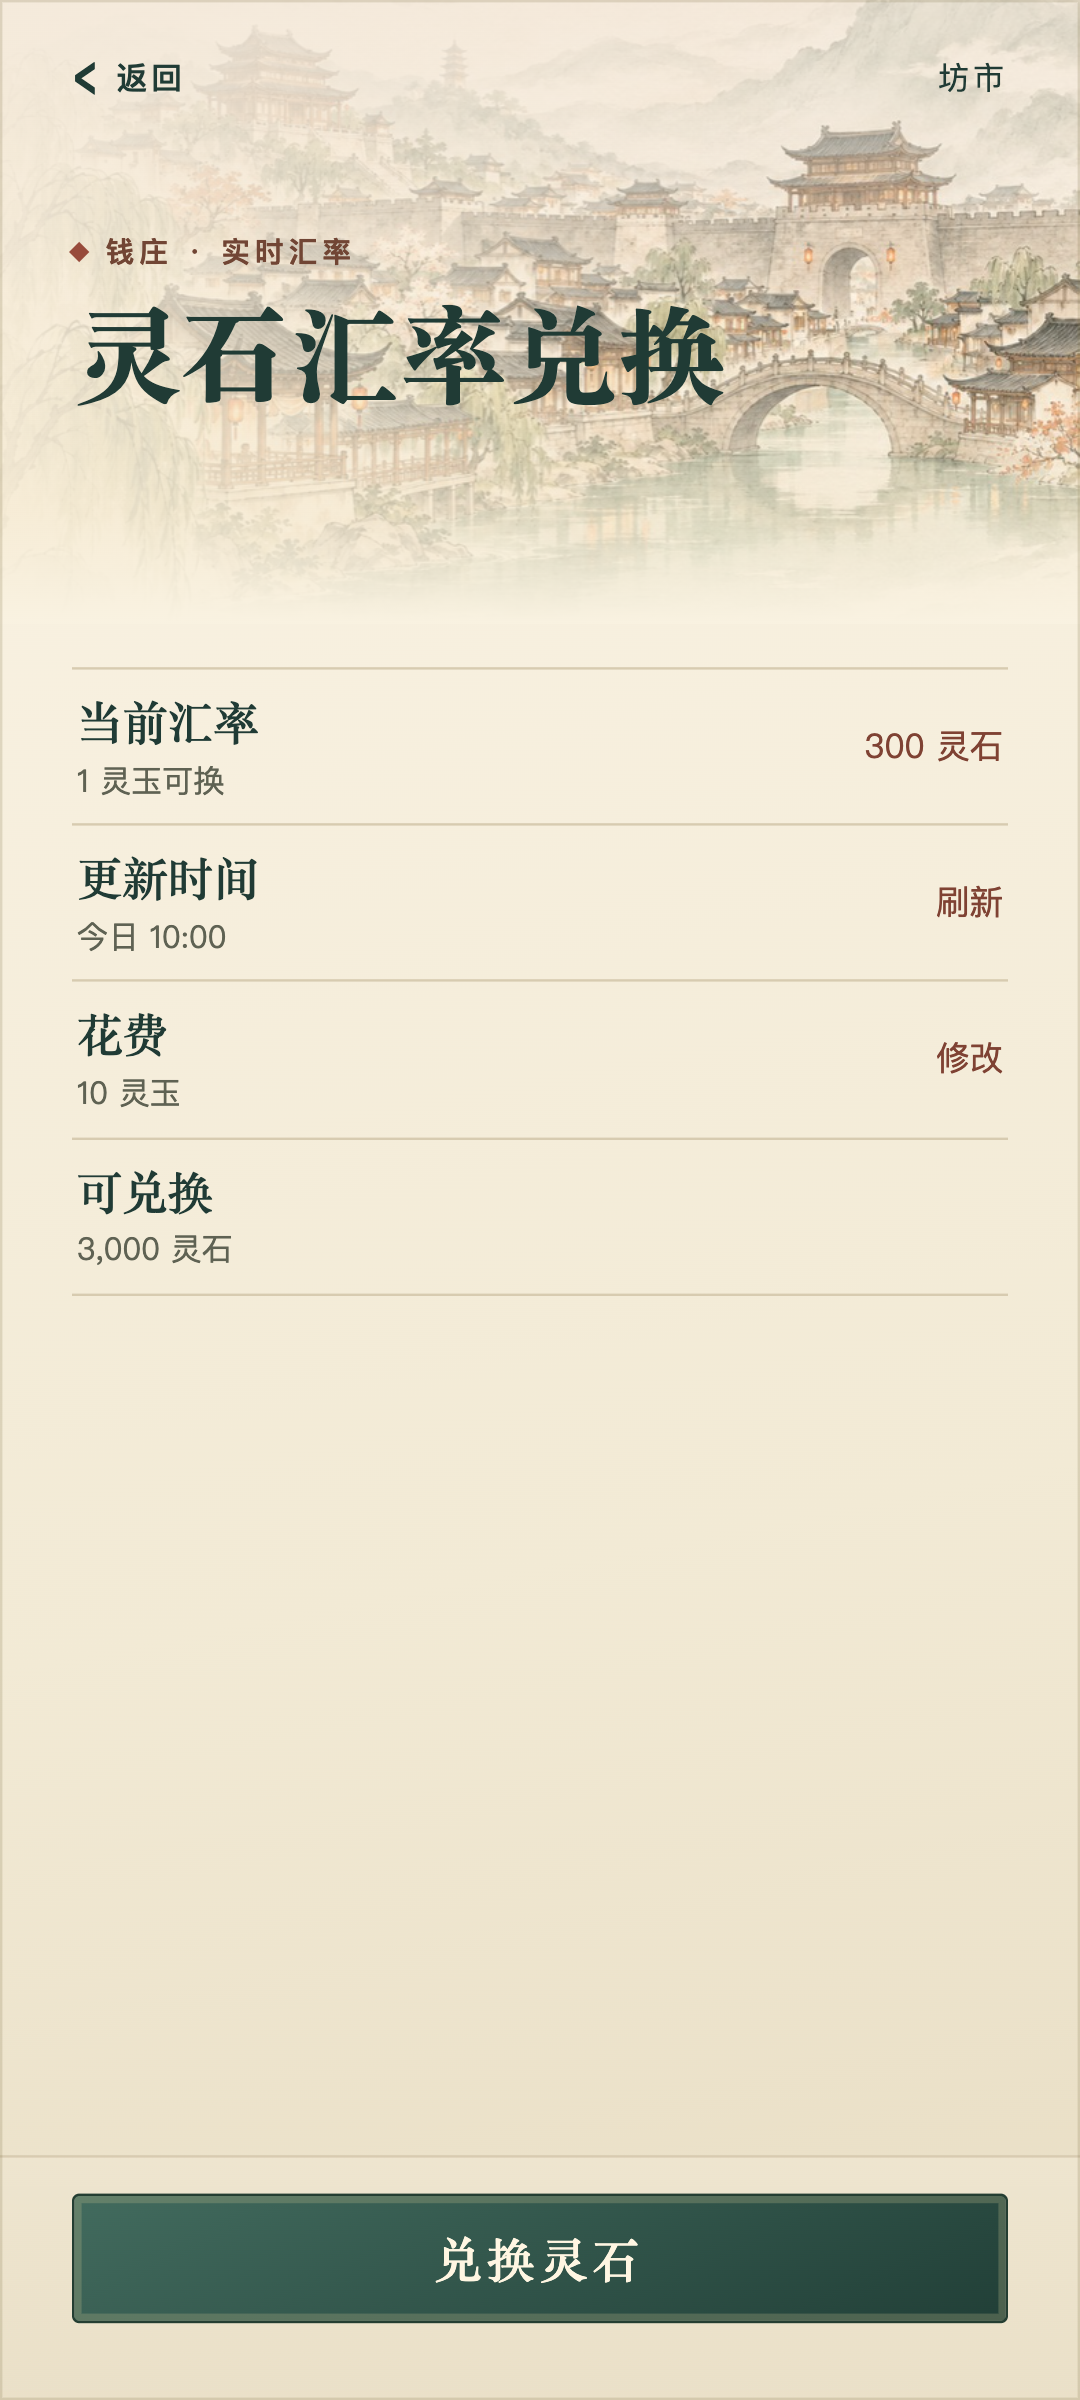 返回
坊市
钱庄 · 实时汇率
灵石汇率兑换
当前汇率
1 灵玉可换
300 灵石
更新时间
今日 10:00
刷新
花费
10 灵玉
修改
可兑换
3,000 灵石
兑换灵石